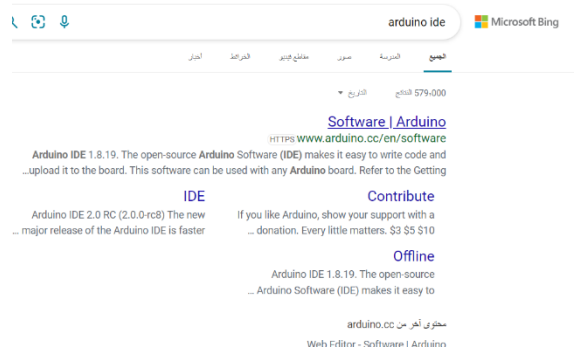 arduino ide
Microsoft Bing
الجميع المدرسة صور مقاطع فيديو الخرائط أخبار
579,000 النتائج التاريخ
Software | Arduino
HTTPS www.arduino.cc/en/software
Arduino IDE 1.8.19. The open-source Arduino Software (IDE) makes it easy to write code and
...upload it to the board. This software can be used with any Arduino board. Refer to the Getting
Contribute
If you like Arduino, show your support with a
... donation. Every little matters. $3 $5 $10
IDE
Arduino IDE 2.0 RC (2.0.0-rc8) The new
... major release of the Arduino IDE is faster
Offline
Arduino IDE 1.8.19. The open-source
... Arduino Software (IDE) makes it easy to
محتوى آخر من arduino.cc
Web Editor - Software | Arduino